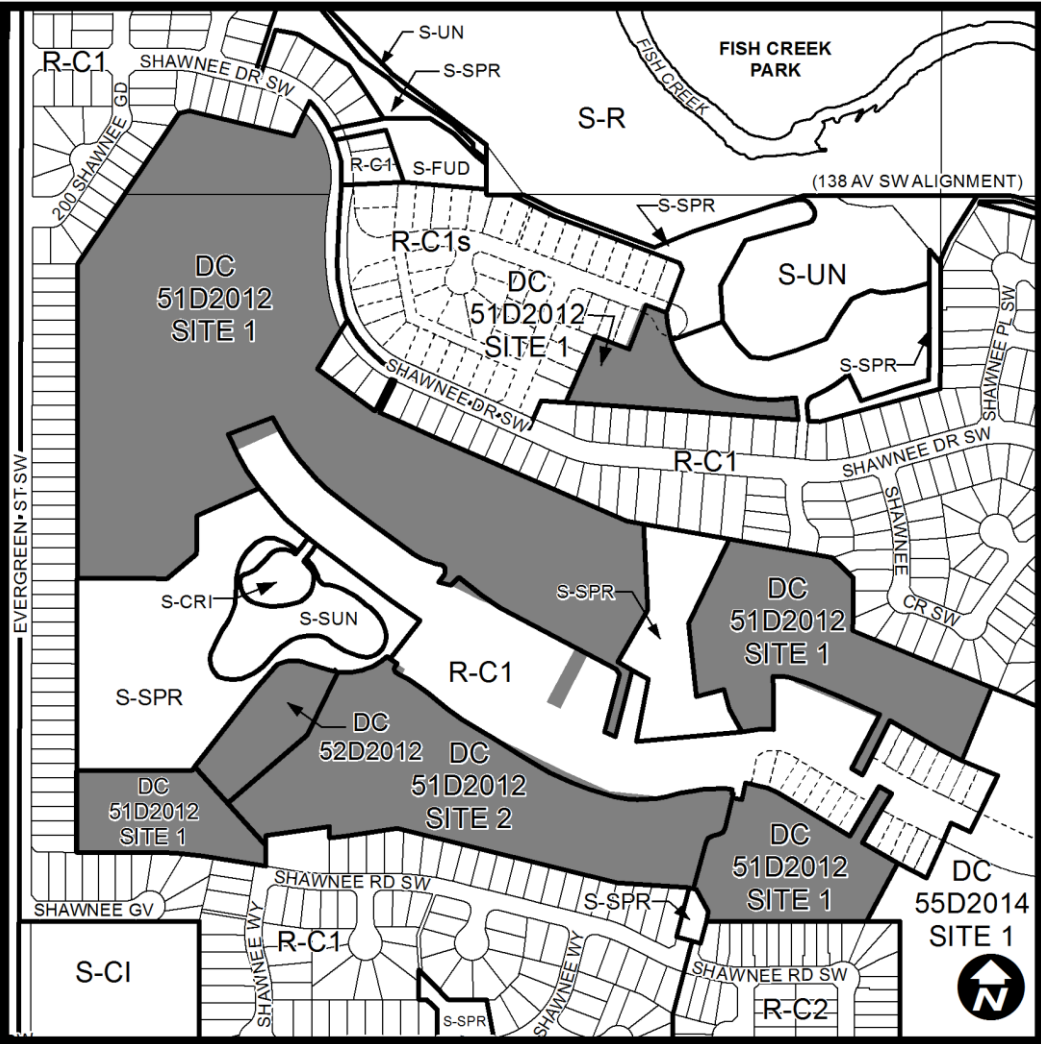 S-UN
R-C1
SHAWNEE DR SW
S-SPR
FISH CREEK
PARK
FISH CREEK
S-R
200 SHAWNEE GD
R-C1
S-FUD
(138 AV SW ALIGNMENT)
S-SPR
R-C1s
DC
51D2012
SITE 1
DC
51D2012
SITE 1
S-UN
SHAWNEE PL SW
S-SPR
SHAWNEE DR SW
R-C1
SHAWNEE DR SW
EVERGREEN ST SW
SHAWNEE
CR SW
S-CRI
S-SUN
S-SPR
DC
51D2012
SITE 1
R-C1
S-SPR
DC
52D2012
DC
51D2012
SITE 2
DC
51D2012
SITE 1
DC
51D2012
SITE 1
DC
55D2014
SITE 1
SHAWNEE RD SW
S-SPR
SHAWNEE GV
SHAWNEE WY
R-C1
SHAWNEE WY
S-CI
SHAWNEE RD SW
S-SPR
R-C2
N
SW